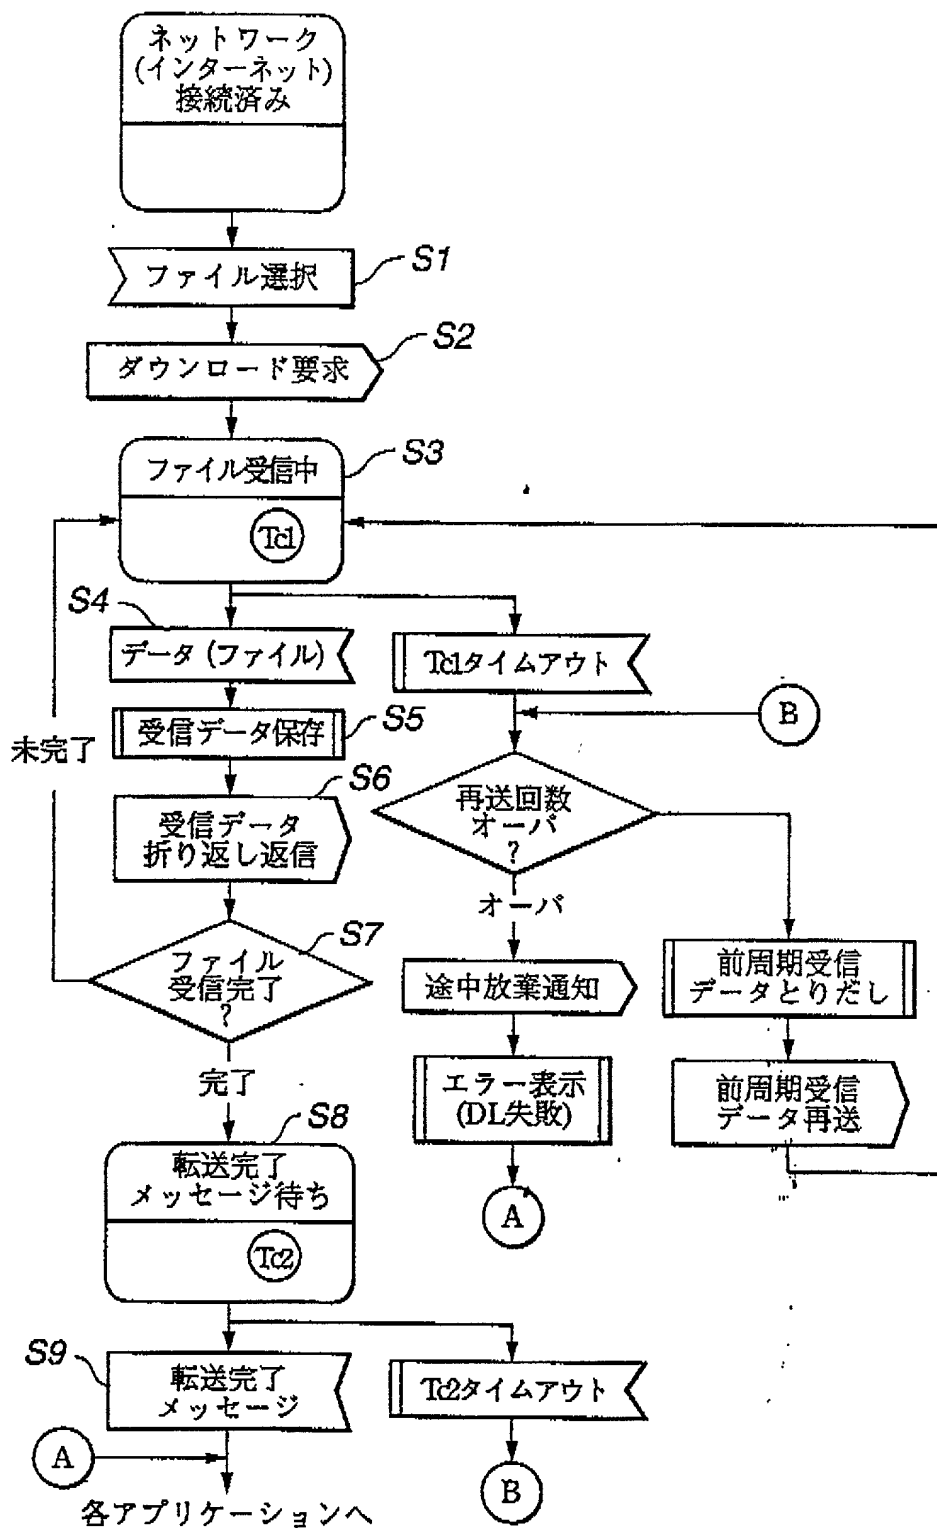 ネットワーク
(インターネット)
接続済み
ファイル選択
S1
ダウンロード要求
S2
ファイル受信中
S3
Tc1
S4
データ(ファイル)
Tc1タイムアウト
受信データ保存
S5
B
未完了
S6
受信データ
折り返し返信
再送回数
オーバ
?
オーバ
S7
ファイル
受信完了
?
途中放棄通知
前周期受信
データとりだし
完了
エラー表示
(DL失敗)
前周期受信
データ再送
S8
転送完了
メッセージ待ち
Tc2
A
S9
転送完了
メッセージ
Tc2タイムアウト
A
B
各アプリケーションへ